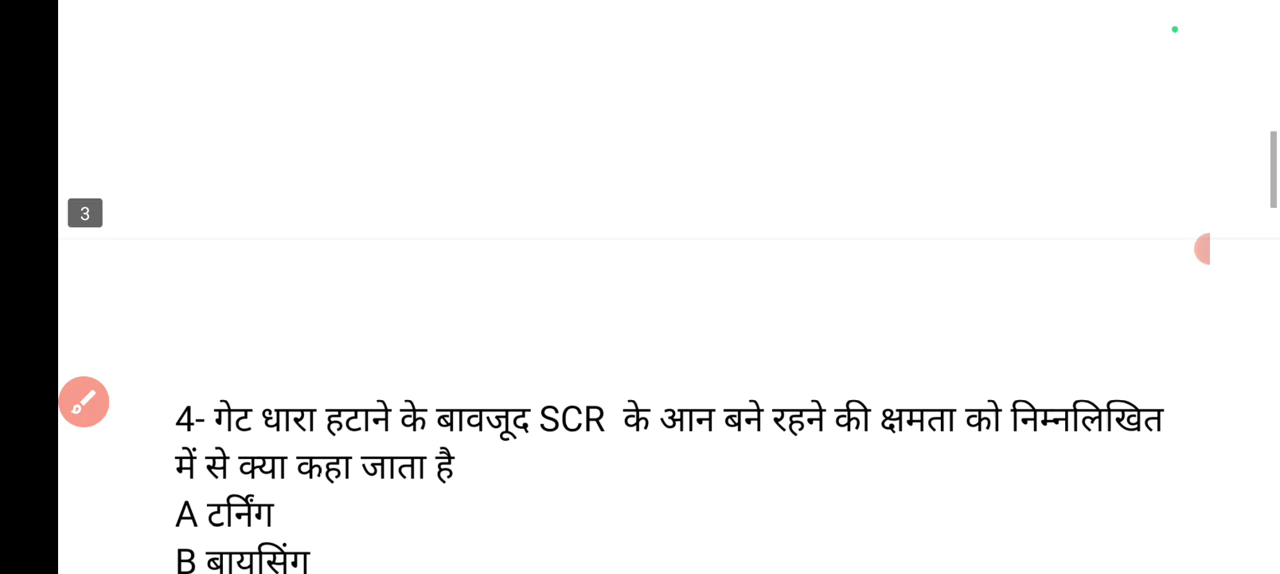 3
4- गेट धारा हटाने के बावजूद SCR के आन बने रहने की क्षमता को निम्नलिखित
में से क्या कहा जाता है
A टर्निंग
B बायसिंग